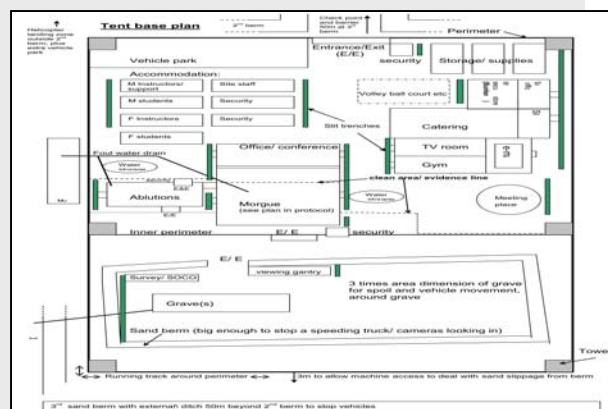 Helicopter
landing zone
outside 2nd
berm, plus
extra vehicle
park
Tent base plan
2nd berm
Check point
and barrier
50m at 2nd
berm
Perimeter
Entrance/Exit
(E/E)
security
Storage/ supplies
Vehicle park
Accommodation:
M Instructors/
support
Site staff
M students
Security
F Instructors
Security
F students
Volley ball court etc
Slit trenches
Catering
TV room
Gym
Office/ conference
Foul water drain
Water
storage
security
E&E
Ablutions
E/E
clean area/ evidence line
Morgue
(see plan in protocol)
Water
storage
Meeting
place
Inner perimeter
E/ E
security
E/ E
Survey/ SOCO
viewing gantry
3 times area dimension of grave
for spoil and vehicle movement,
around grave
Grave(s)
Sand berm (big enough to stop a speeding truck/ cameras looking in)
Towe
Running track around perimeter
3m to allow machine access to deal with sand slippage from berm
3rd sand berm with external ditch 50m beyond 2nd berm to stop vehicles